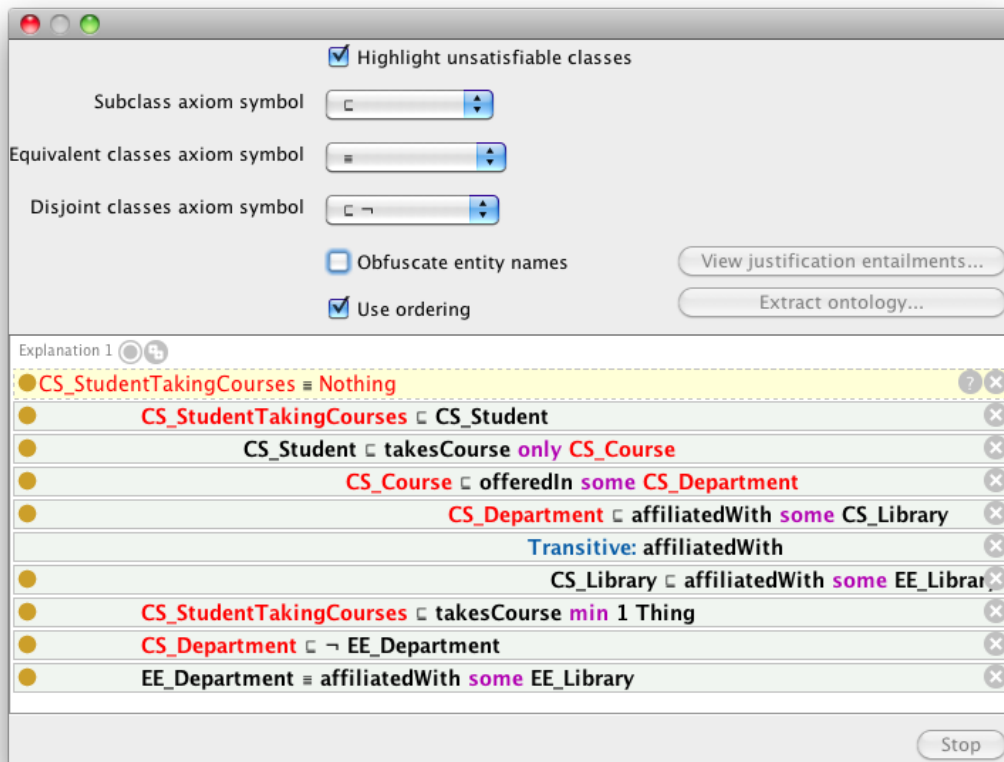 Highlight unsatisfiable classes
Subclass axiom symbol ⊏
Equivalent classes axiom symbol ≡
Disjoint classes axiom symbol ⊏ ¬
Obfuscate entity names
View justification entailments...
Use ordering
Extract ontology...
Explanation 1
CS_StudentTakingCourses ≡ Nothing ?
CS_StudentTakingCourses ⊏ CS_Student
CS_Student ⊏ takesCourse only CS_Course
CS_Course ⊏ offeredIn some CS_Department
CS_Department ⊏ affiliatedWith some CS_Library
Transitive: affiliatedWith
CS_Library ⊏ affiliatedWith some EE_Librar
CS_StudentTakingCourses ⊏ takesCourse min 1 Thing
CS_Department ⊏ ¬ EE_Department
EE_Department ≡ affiliatedWith some EE_Library
Stop